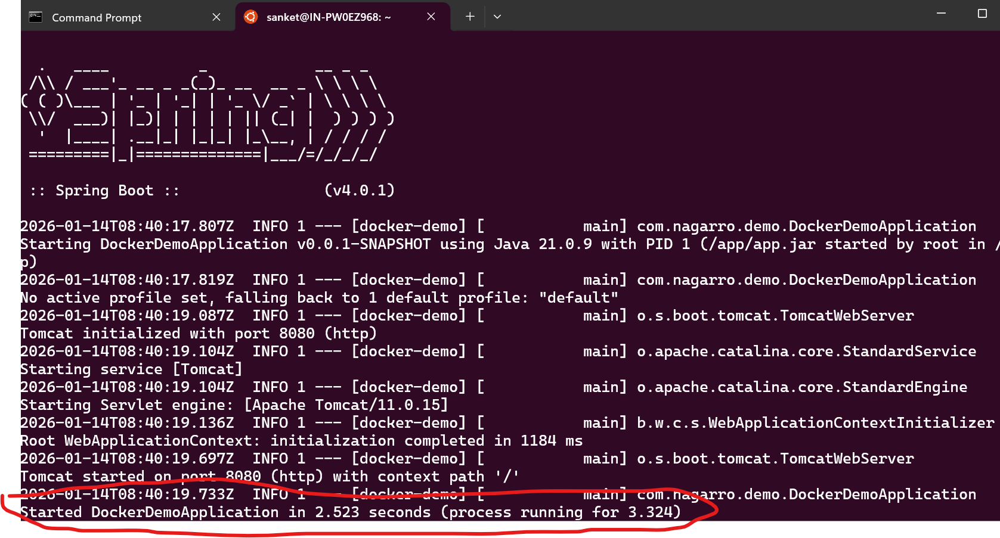 Command Prompt
sanket@IN-PW0EZ968: ~
  .   ____          _            __ _ _
 /\\ / ___'_ __ _ _(_)_ __  __ _ \ \ \ \
( ( )\___ | '_ | '_| | '_ \/ _` | \ \ \ \
 \\/  ___)| |_)| | | | | || (_| |  ) ) ) )
  '  |____| .__|_| |_|_| |_\__, | / / / /
 =========|_|==============|___/=/_/_/_/
:: Spring Boot ::                (v4.0.1)
2026-01-14T08:40:17.807Z  INFO 1 --- [docker-demo] [           main] com.nagarro.demo.DockerDemoApplication
Starting DockerDemoApplication v0.0.1-SNAPSHOT using Java 21.0.9 with PID 1 (/app/app.jar started by root in /
p)
2026-01-14T08:40:17.819Z  INFO 1 --- [docker-demo] [           main] com.nagarro.demo.DockerDemoApplication
No active profile set, falling back to 1 default profile: "default"
2026-01-14T08:40:19.087Z  INFO 1 --- [docker-demo] [           main] o.s.boot.tomcat.TomcatWebServer
Tomcat initialized with port 8080 (http)
2026-01-14T08:40:19.104Z  INFO 1 --- [docker-demo] [           main] o.apache.catalina.core.StandardService
Starting service [Tomcat]
2026-01-14T08:40:19.104Z  INFO 1 --- [docker-demo] [           main] o.apache.catalina.core.StandardEngine
Starting Servlet engine: [Apache Tomcat/11.0.15]
2026-01-14T08:40:19.136Z  INFO 1 --- [docker-demo] [           main] b.w.c.s.WebApplicationContextInitializer
Root WebApplicationContext: initialization completed in 1184 ms
2026-01-14T08:40:19.697Z  INFO 1 --- [docker-demo] [           main] o.s.boot.tomcat.TomcatWebServer
Tomcat started on port 8080 (http) with context path '/'
2026-01-14T08:40:19.733Z  INFO 1 --- [docker-demo] [           main] com.nagarro.demo.DockerDemoApplication
Started DockerDemoApplication in 2.523 seconds (process running for 3.324)